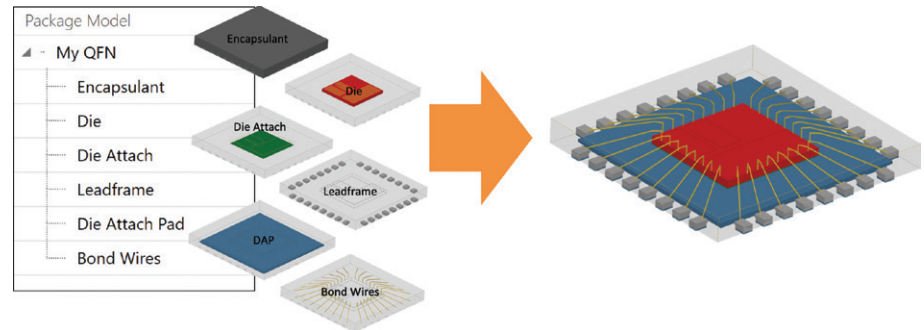 Package Model
My QFN
Encapsulant
Die
Die Attach
Leadframe
Die Attach Pad
Bond Wires
Encapsulant
Die
Die Attach
Leadframe
DAP
Bond Wires